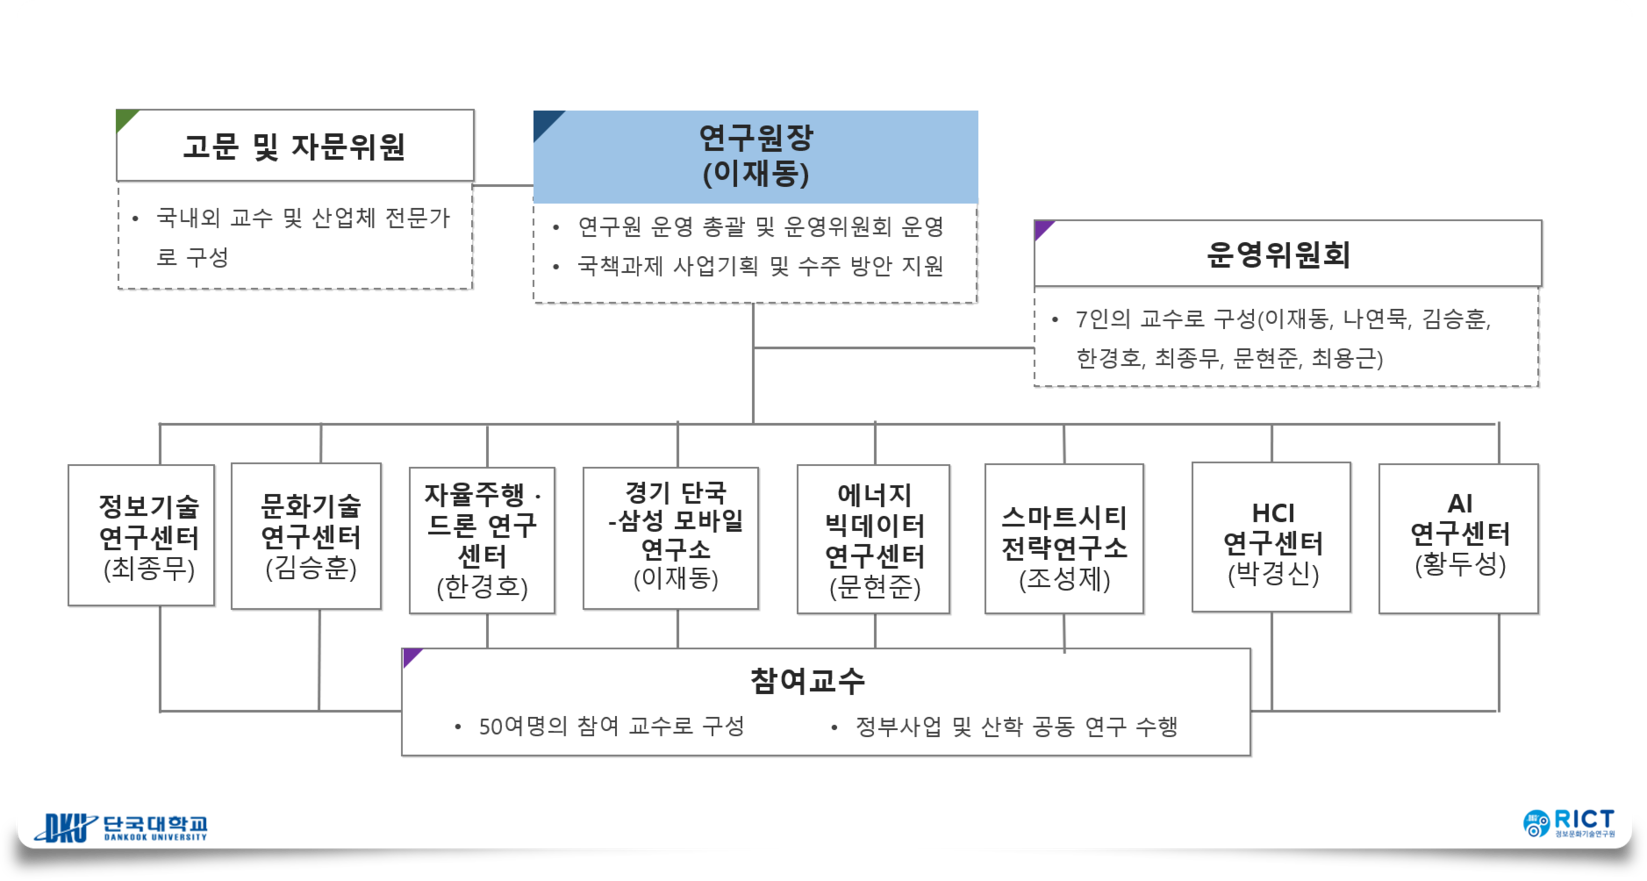 고문 및 자문위원
• 국내외 교수 및 산업체 전문가
로 구성
연구원장
(이재동)
• 연구원 운영 총괄 및 운영위원회 운영
• 국책과제 사업기획 및 수주 방안 지원
운영위원회
• 7인의 교수로 구성(이재동, 나연묵, 김승훈,
한경호, 최종무, 문현준, 최용근)
정보기술
연구센터
(최종무)
문화기술
연구센터
(김승훈)
자율주행 ·
드론 연구
센터
(한경호)
경기 단국
-삼성 모바일
연구소
(이재동)
에너지
빅데이터
연구센터
(문현준)
스마트시티
전략연구소
(조성제)
HCI
연구센터
(박경신)
AI
연구센터
(황두성)
참여교수
• 50여명의 참여 교수로 구성
• 정부사업 및 산학 공동 연구 수행
DKU 단국대학교
DANKOOK UNIVERSITY
RICT
정보문화기술연구원